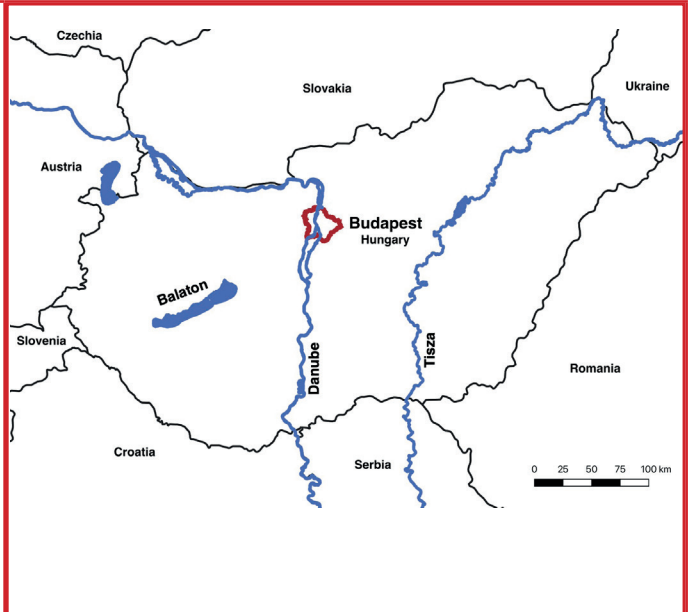 Czechia
Slovakia
Ukraine
Austria
Budapest
Hungary
Balaton
Slovenia
Danube
Tisza
Romania
Croatia
Serbia
0 25 50 75 100 km